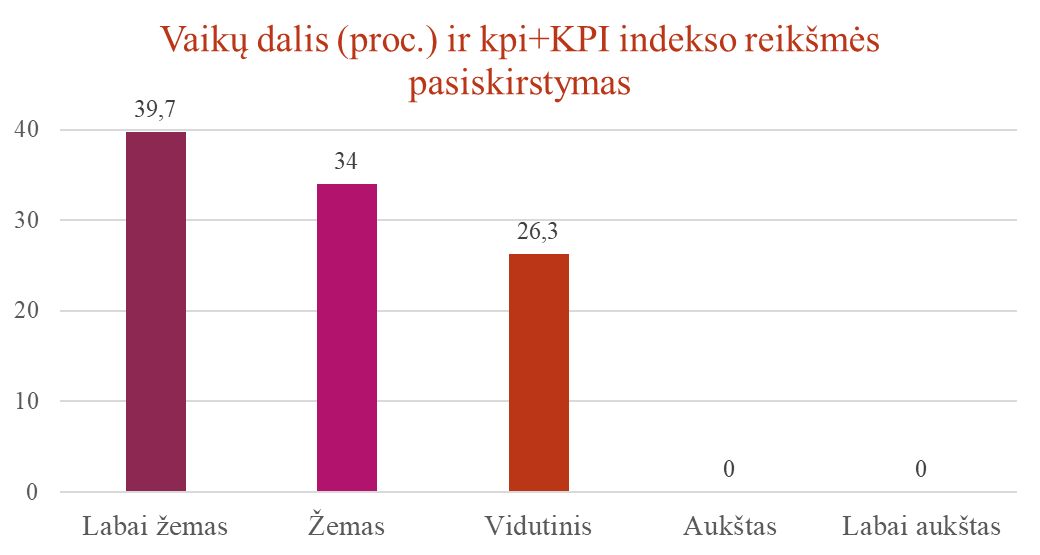 Vaikų dalis (proc.) ir kpi+KPI indekso reikšmės
pasiskirstymas
39,7
40
34
30
26,3
20
10
0
0
0
Labai žemas
Žemas
Vidutinis
Aukštas
Labai aukštas